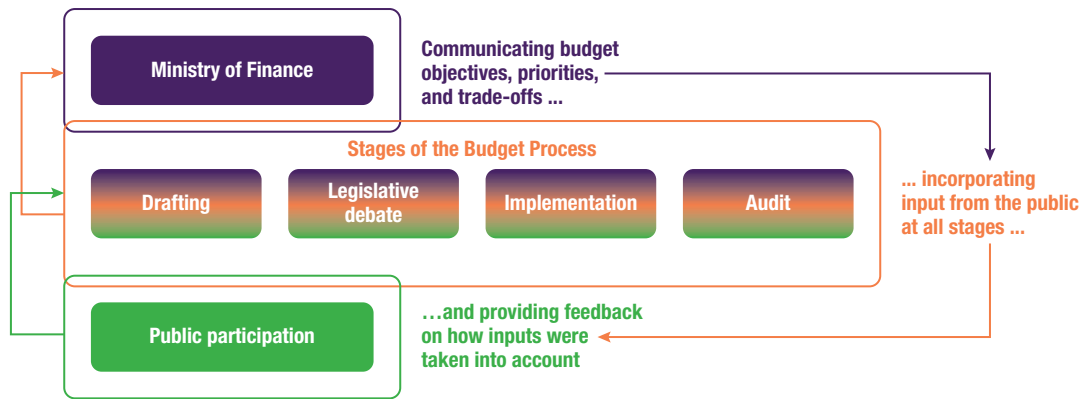 Ministry of Finance
Communicating budget
objectives, priorities,
and trade-offs ...
Stages of the Budget Process
Drafting
Legislative
debate
Implementation
Audit
... incorporating
input from the public
at all stages ...
Public participation
…and providing feedback
on how inputs were
taken into account